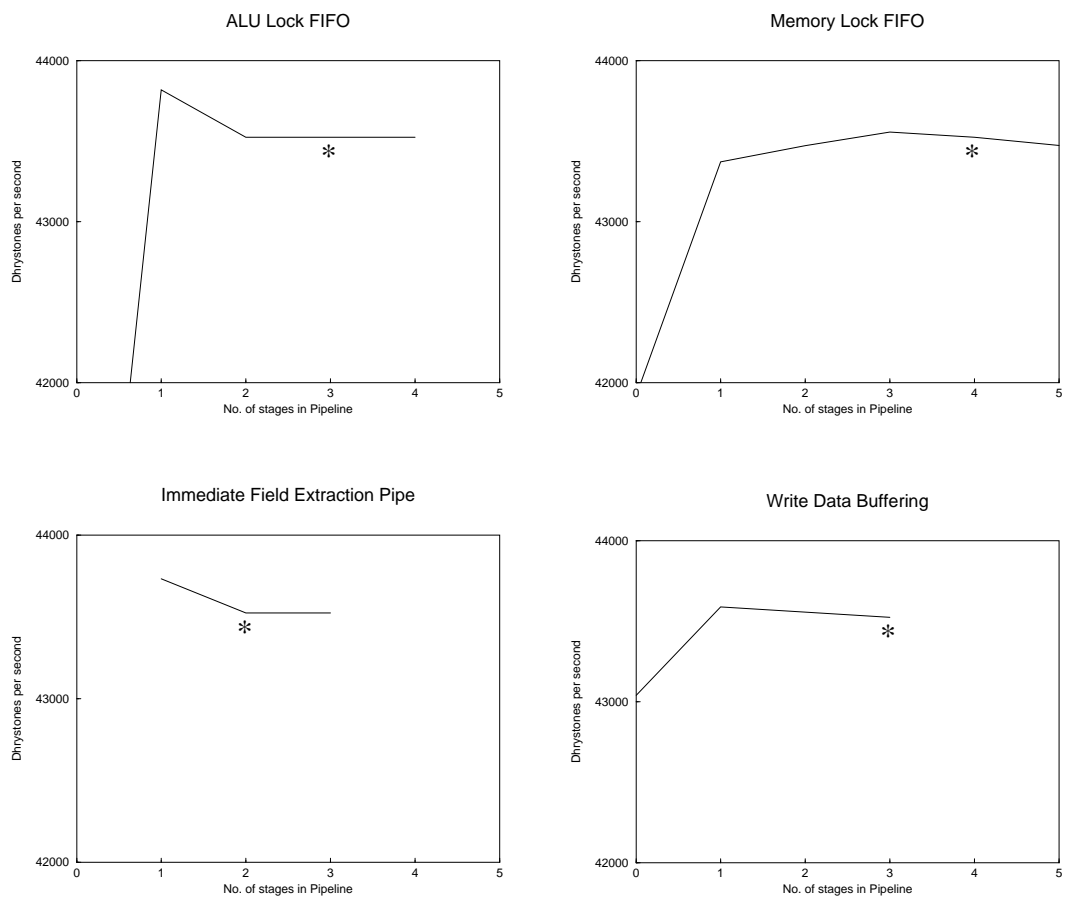 ALU Lock FIFO
44000
43000
42000
Dhrystones per second
*
0 1 2 3 4 5
No. of stages in Pipeline
Memory Lock FIFO
44000
43000
42000
Dhrystones per second
*
0 1 2 3 4 5
No. of stages in Pipeline
Immediate Field Extraction Pipe
44000
43000
42000
Dhrystones per second
*
0 1 2 3 4 5
No. of stages in Pipeline
Write Data Buffering
44000
43000
42000
Dhrystones per second
*
0 1 2 3 4 5
No. of stages in Pipeline